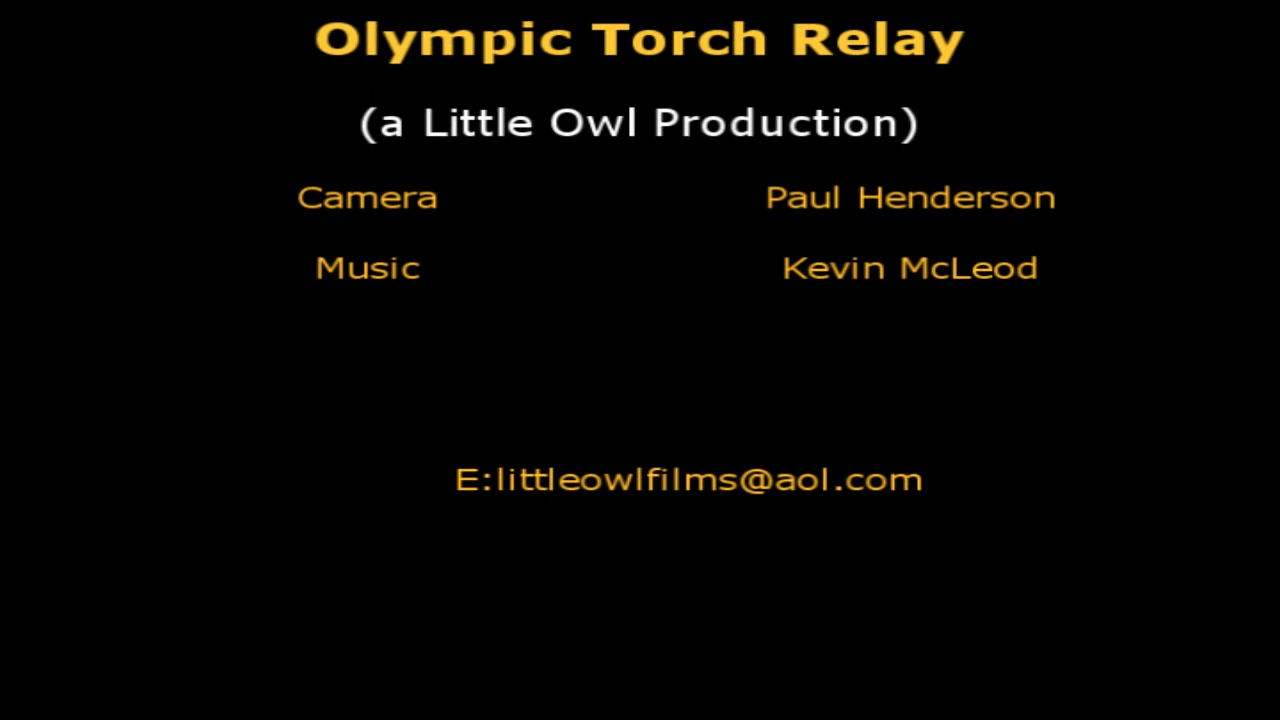 Olympic Torch Relay
(a Little Owl Production)
Camera Paul Henderson
Music Kevin McLeod
E:littleowlfilms@aol.com